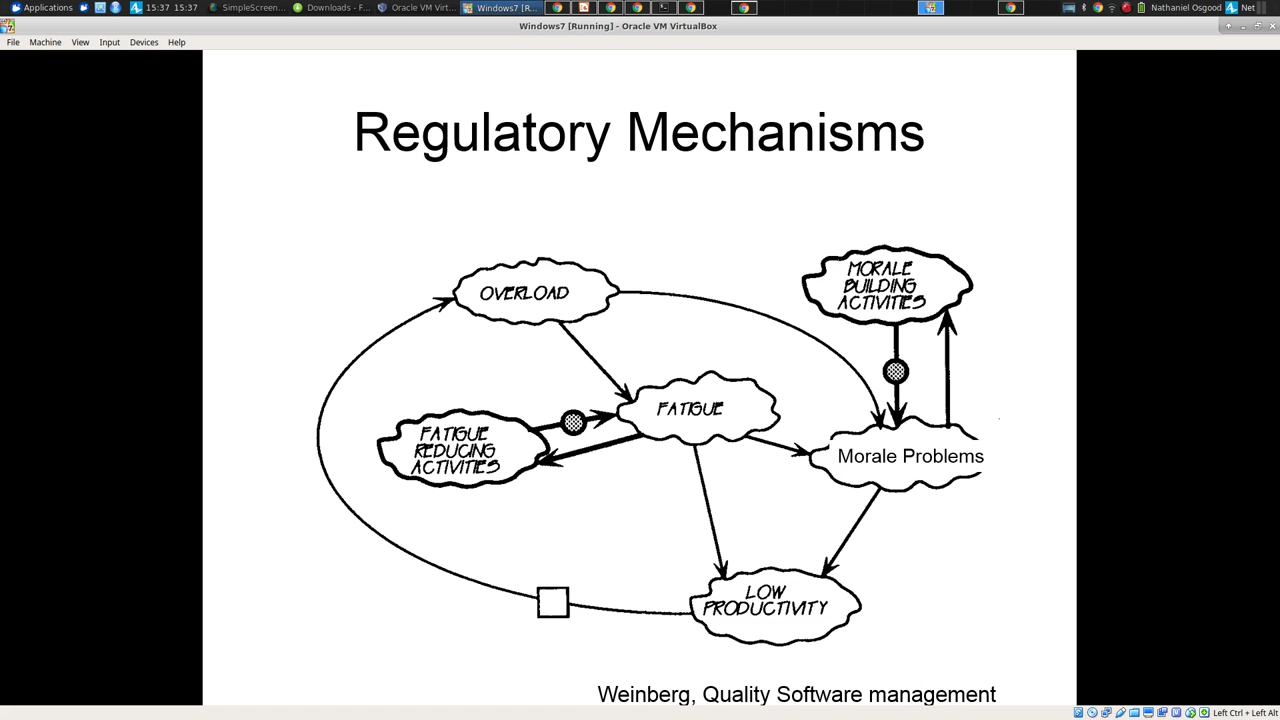 Applications
15:37 15:37
SimpleScreen...
Downloads - F...
Oracle VM Virt...
Windows7 [R...
Nathaniel Osgood
Net
Windows7 [Running] - Oracle VM VirtualBox
File Machine View Input Devices Help
Regulatory Mechanisms
OVERLOAD
MORALE
BUILDING
ACTIVITIES
FATIGUE
FATIGUE
REDUCING
ACTIVITIES
Morale Problems
LOW
PRODUCTIVITY
Weinberg, Quality Software management
Left Ctrl + Left Alt